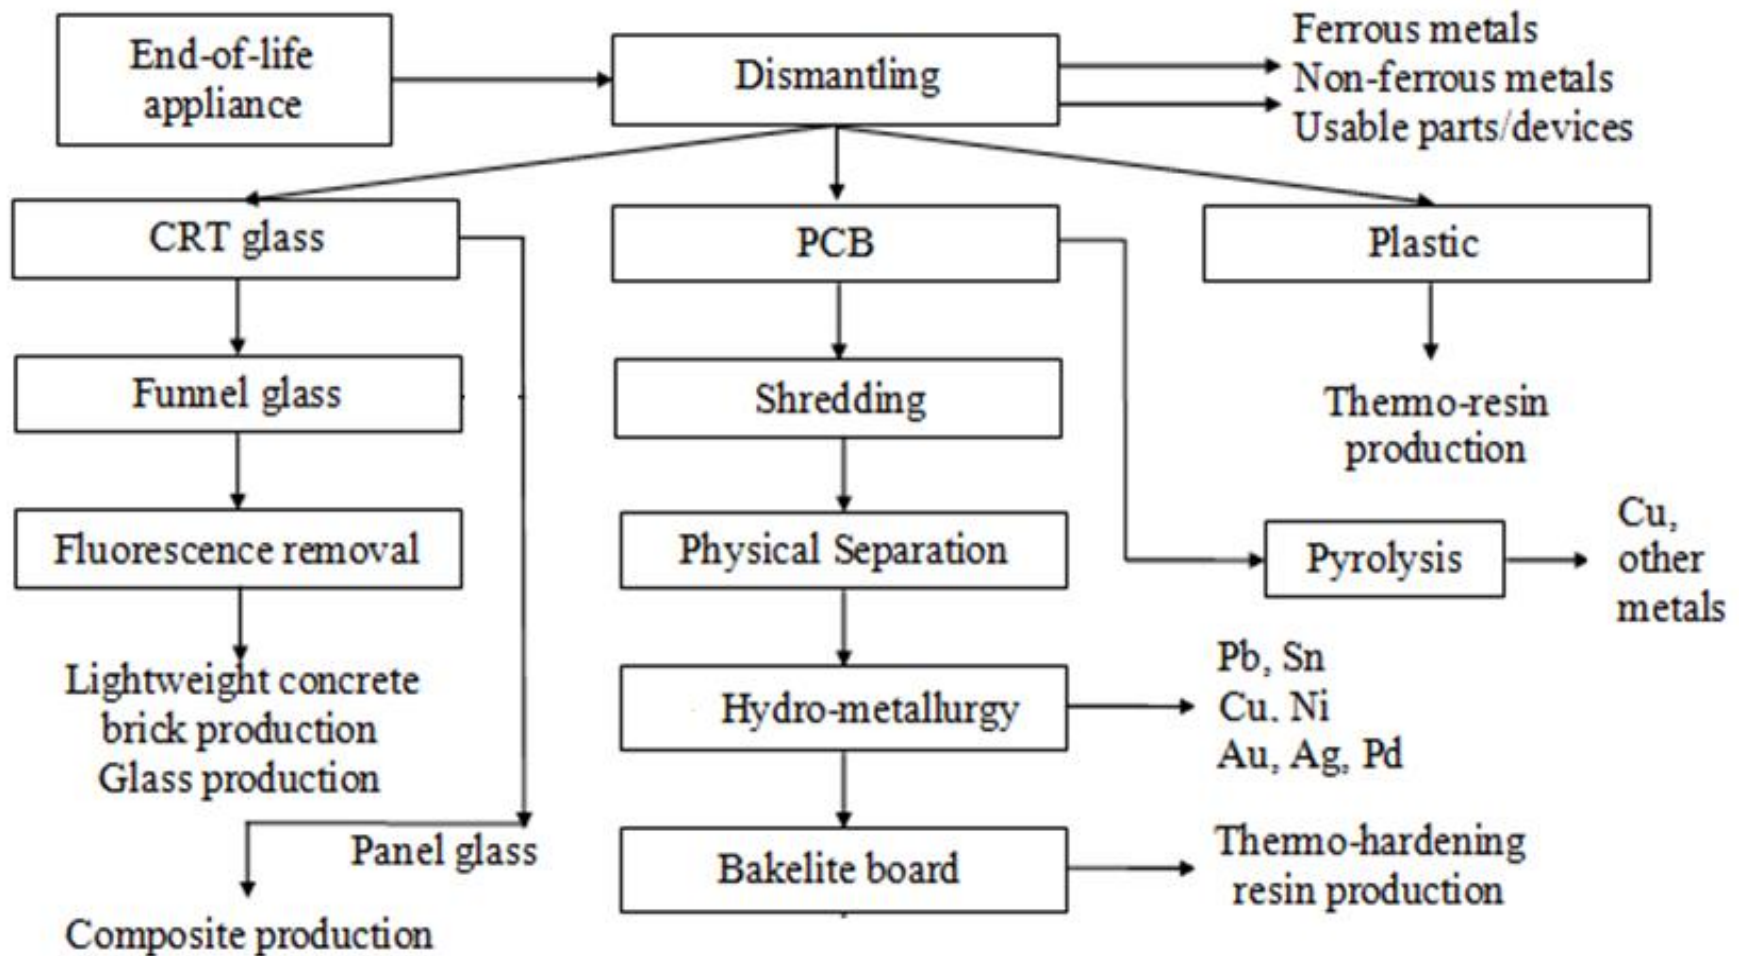 End-of-life
appliance
Dismantling
Ferrous metals
Non-ferrous metals
Usable parts/devices
CRT glass
PCB
Plastic
Funnel glass
Shredding
Thermo-resin
production
Fluorescence removal
Physical Separation
Pyrolysis
Cu,
other
metals
Lightweight concrete
brick production
Glass production
Hydro-metallurgy
Pb, Sn
Cu. Ni
Au, Ag, Pd
Panel glass
Composite production
Bakelite board
Thermo-hardening
resin production